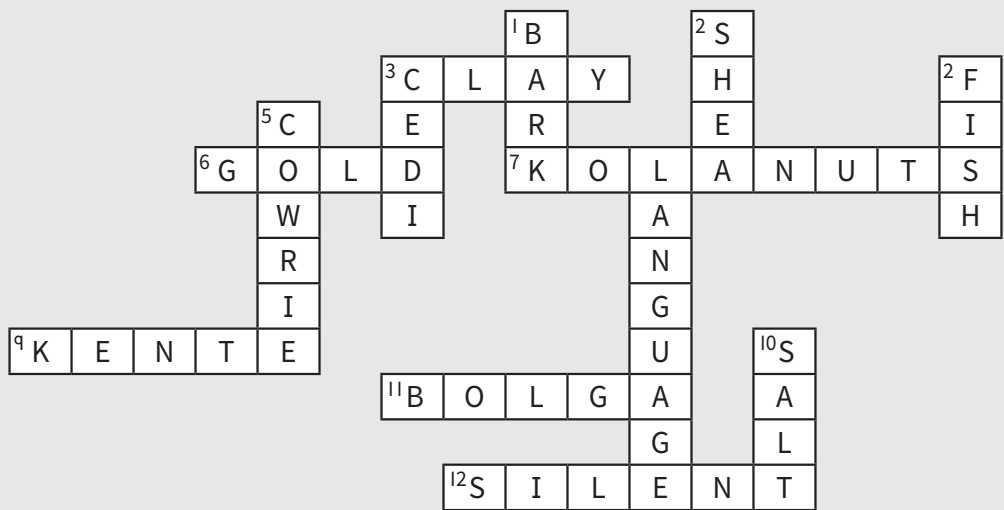 1B 2S
3C L A Y H 2F
5C E R E I
6G O L D 7K O L A N U T S
W I A H
R N
I G
9K E N T E U 10S
11B O L G A A
G L
12S I L E N T